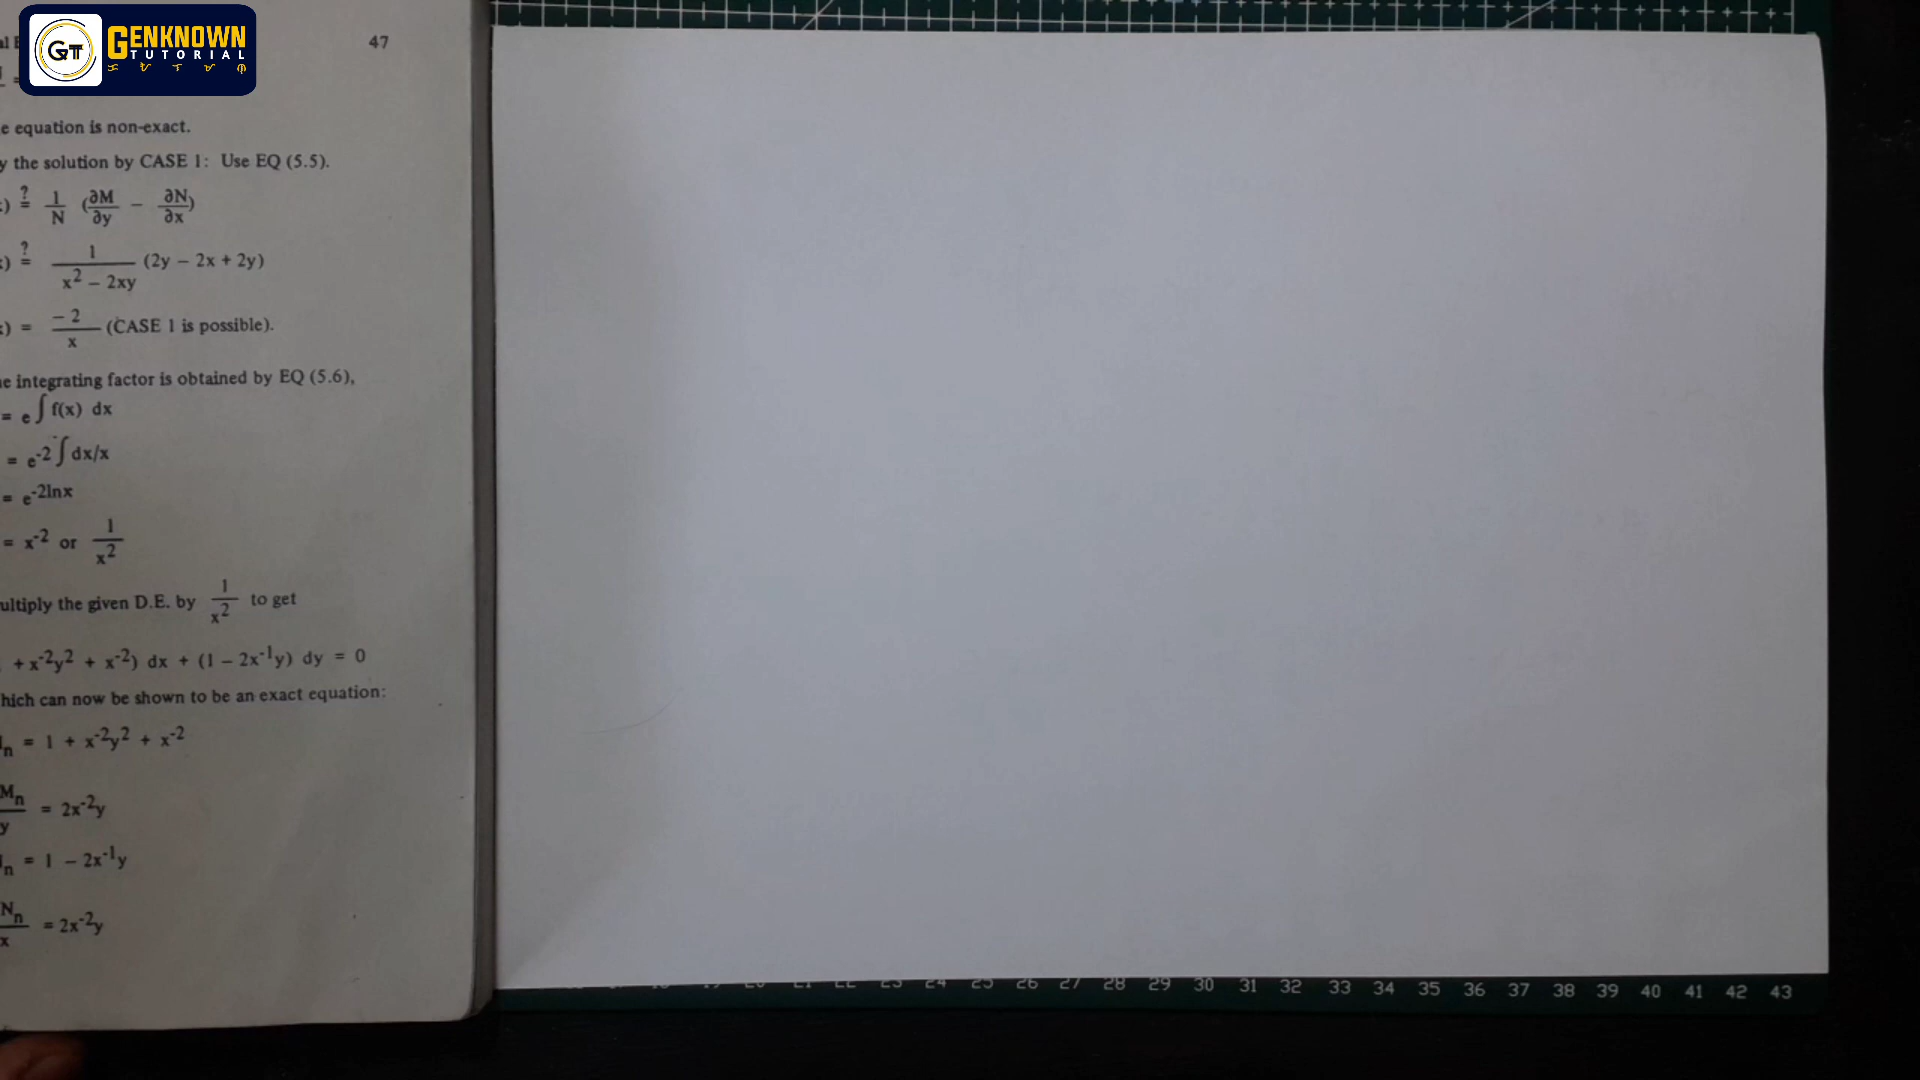 GT GENKNOWN
TUTORIAL
47
equation is non-exact.
the solution by CASE 1: Use EQ (5.5).
) ?= 1/N (∂M/∂y − ∂N/∂x)
) ?= 1/(x² − 2xy) (2y − 2x + 2y)
) = −2/x (CASE 1 is possible).
integrating factor is obtained by EQ (5.6),
= e∫f(x) dx
= e⁻²∫dx/x
= e⁻²lnx
= x⁻² or 1/x²
ultiply the given D.E. by 1/x² to get
+ x⁻²y² + x⁻²) dx + (1 − 2x⁻¹y) dy = 0
hich can now be shown to be an exact equation:
n = 1 + x⁻²y² + x⁻²
Mn/y = 2x⁻²y
n = 1 − 2x⁻¹y
Nn/x = 2x⁻²y
28 29 30 31 32 33 34 35 36 37 38 39 40 41 42 43